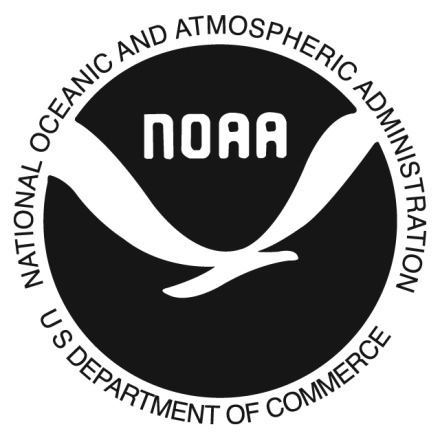 NATIONAL OCEANIC AND ATMOSPHERIC ADMINISTRATION
NOAA
U S DEPARTMENT OF COMMERCE